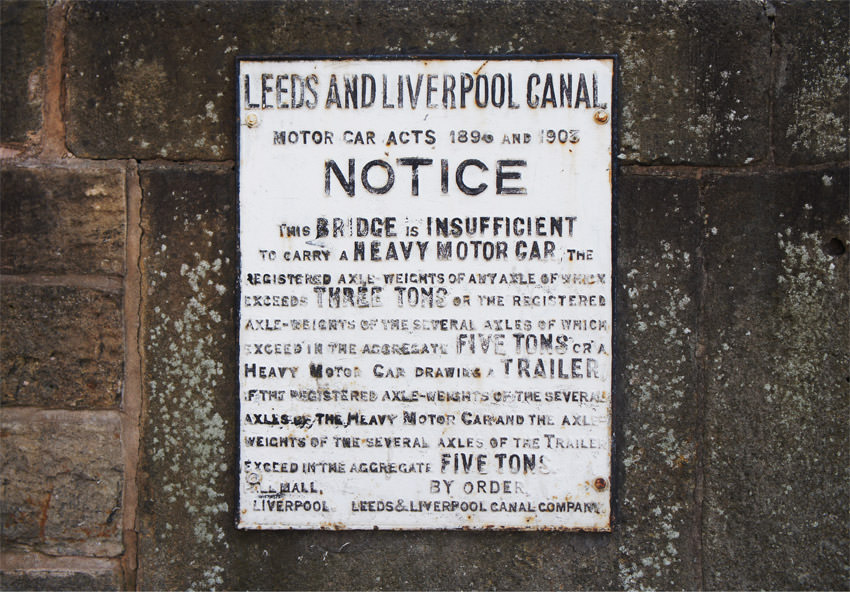 LEEDS AND LIVERPOOL CANAL
MOTOR CAR ACTS 1896 AND 1903
NOTICE
THIS BRIDGE IS INSUFFICIENT
TO CARRY A HEAVY MOTOR CAR, THE
REGISTERED AXLE-WEIGHTS OF ANY AXLE OF WHICH
EXCEEDS THREE TONS OR THE REGISTERED
AXLE-WEIGHTS OF THE SEVERAL AXLES OF WHICH
EXCEED IN THE AGGREGATE FIVE TONS OR A
HEAVY MOTOR CAR DRAWING A TRAILER
IF THE REGISTERED AXLE-WEIGHTS OF THE SEVERAL
AXLES OF THE HEAVY MOTOR CAR AND THE AXLE-
WEIGHTS OF THE SEVERAL AXLES OF THE TRAILER
EXCEED IN THE AGGREGATE FIVE TONS
MALL, BY ORDER
LIVERPOOL LEEDS & LIVERPOOL CANAL COMPANY